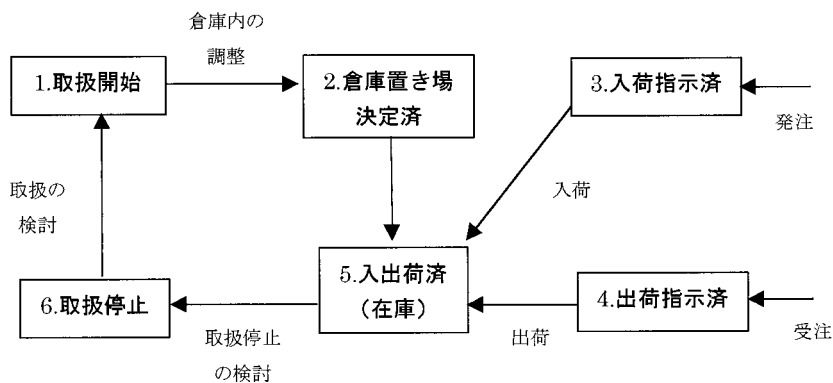 倉庫内の
調整
1.取扱開始
2.倉庫置き場
決定済
3.入荷指示済
発注
取扱の
検討
入荷
6.取扱停止
5.入出荷済
（在庫）
4.出荷指示済
取扱停止
の検討
出荷
受注